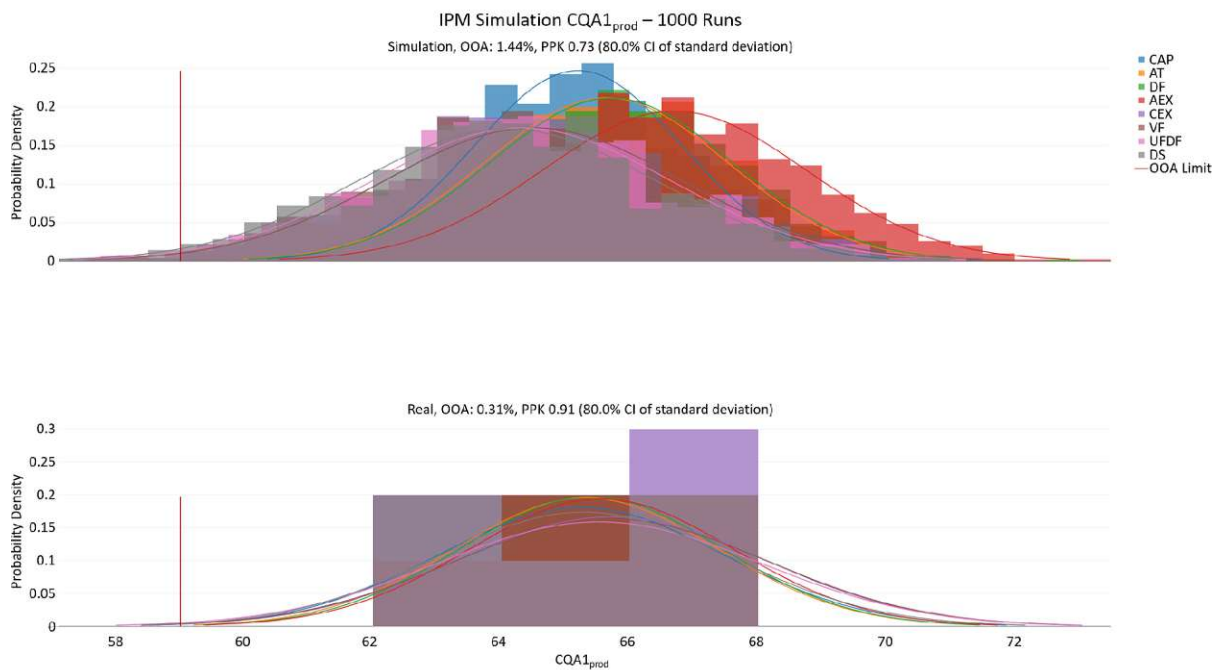 IPM Simulation CQA1prod – 1000 Runs
Simulation, OOA: 1.44%, PPK 0.73 (80.0% CI of standard deviation)
0.25
0.2
0.15
0.1
0.05
0
Probability Density
CAP
AT
DF
AEX
CEX
VF
UFDF
DS
OOA Limit
Real, OOA: 0.31%, PPK 0.91 (80.0% CI of standard deviation)
0.3
0.25
0.2
0.15
0.1
0.05
0
Probability Density
58 60 62 64 66 68 70 72
CQA1prod